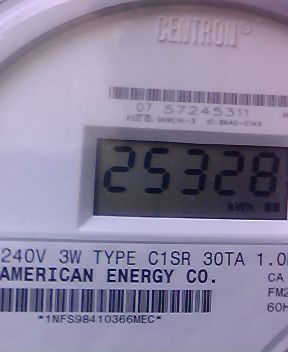 CENTRON®
07 57245311
25328
kWh
240V 3W TYPE C1SR 30TA 1.0
AMERICAN ENERGY CO. CA
FM2
60H
*1NFS98410366MEC*